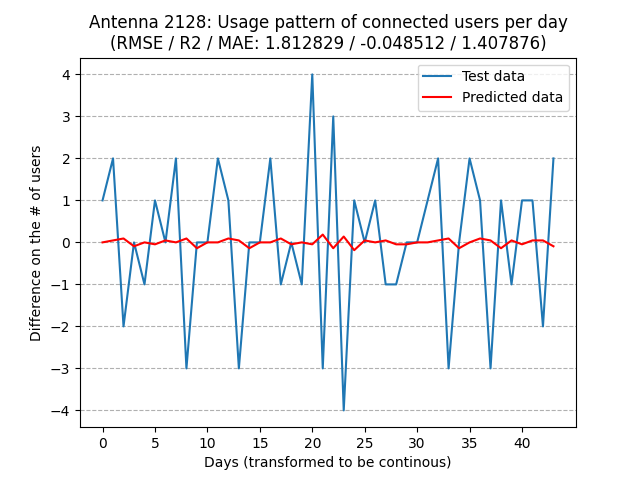 Antenna 2128: Usage pattern of connected users per day
(RMSE / R2 / MAE: 1.812829 / -0.048512 / 1.407876)
Test data
Predicted data
Difference on the # of users
4
3
2
1
0
−1
−2
−3
−4
0 5 10 15 20 25 30 35 40
Days (transformed to be continous)